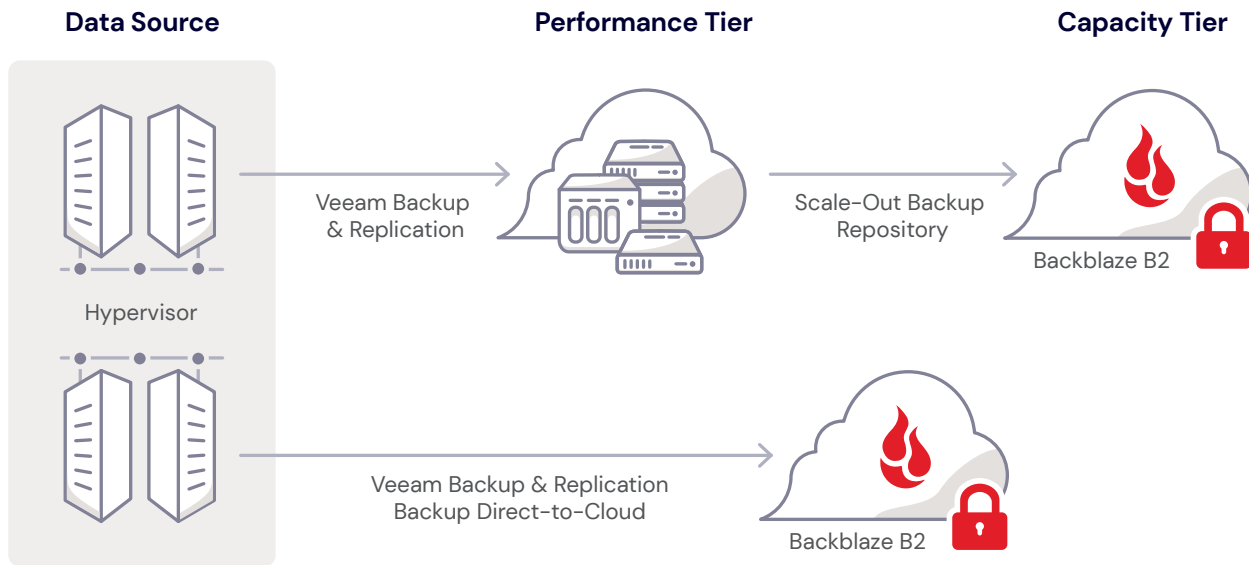 Data Source
Performance Tier
Capacity Tier
Veeam Backup
& Replication
Scale-Out Backup
Repository
Backblaze B2
Hypervisor
Veeam Backup & Replication
Backup Direct-to-Cloud
Backblaze B2